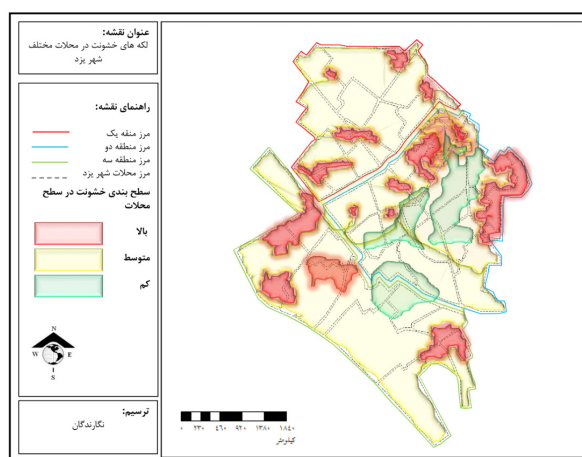 عنوان نقشه:
لکه های خشونت در محلات مختلف
شهر یزد
راهنمای نقشه:
مرز منقه یک
مرز منطقه دو
مرز منطقه سه
مرز محلات شهر یزد
سطح بندی خشونت در سطح
محلات
بالا
متوسط
کم
N
W E
S
ترسیم:
نگارندگان
۰ ۲۳۰ ۴۶۰ ۹۲۰ ۱۳۸۰ ۱۸۴۰
کیلومتر